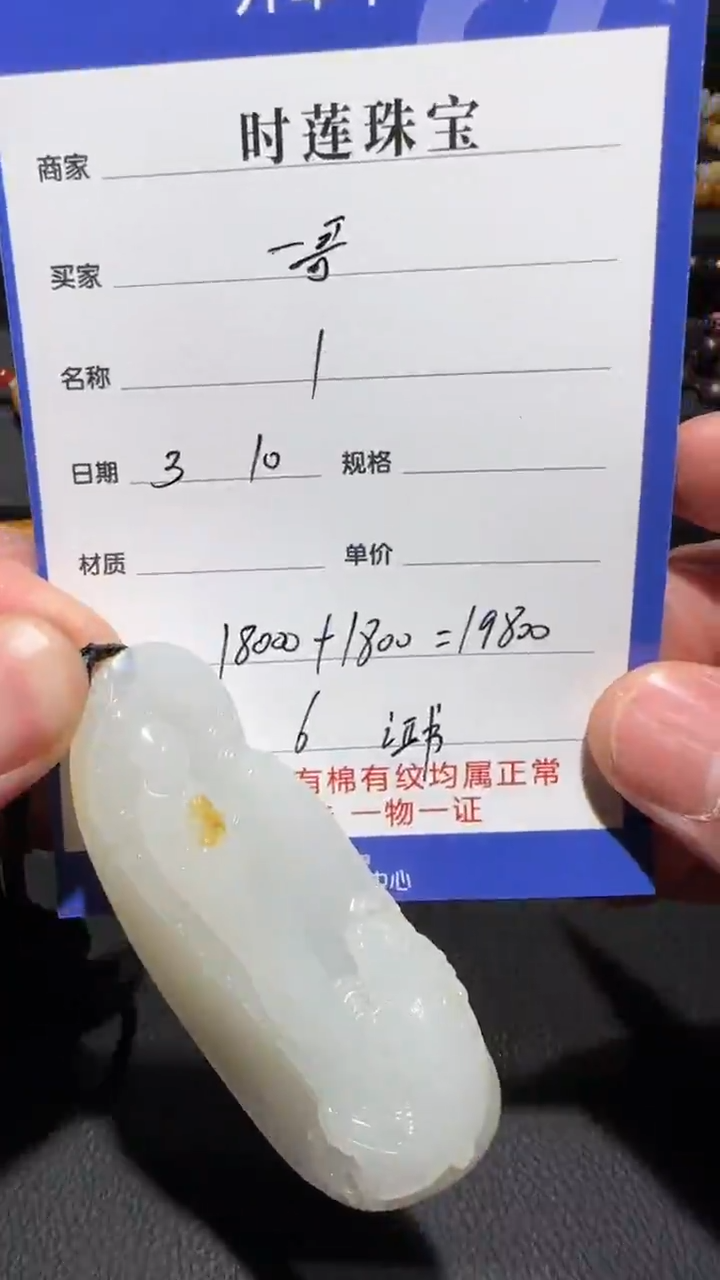 商家 时莲珠宝
买家 一哥
名称 1
日期 3 10 规格
材质 单价
18000+1800=19800
6 证书
有棉有纹均属正常
一物一证
中心